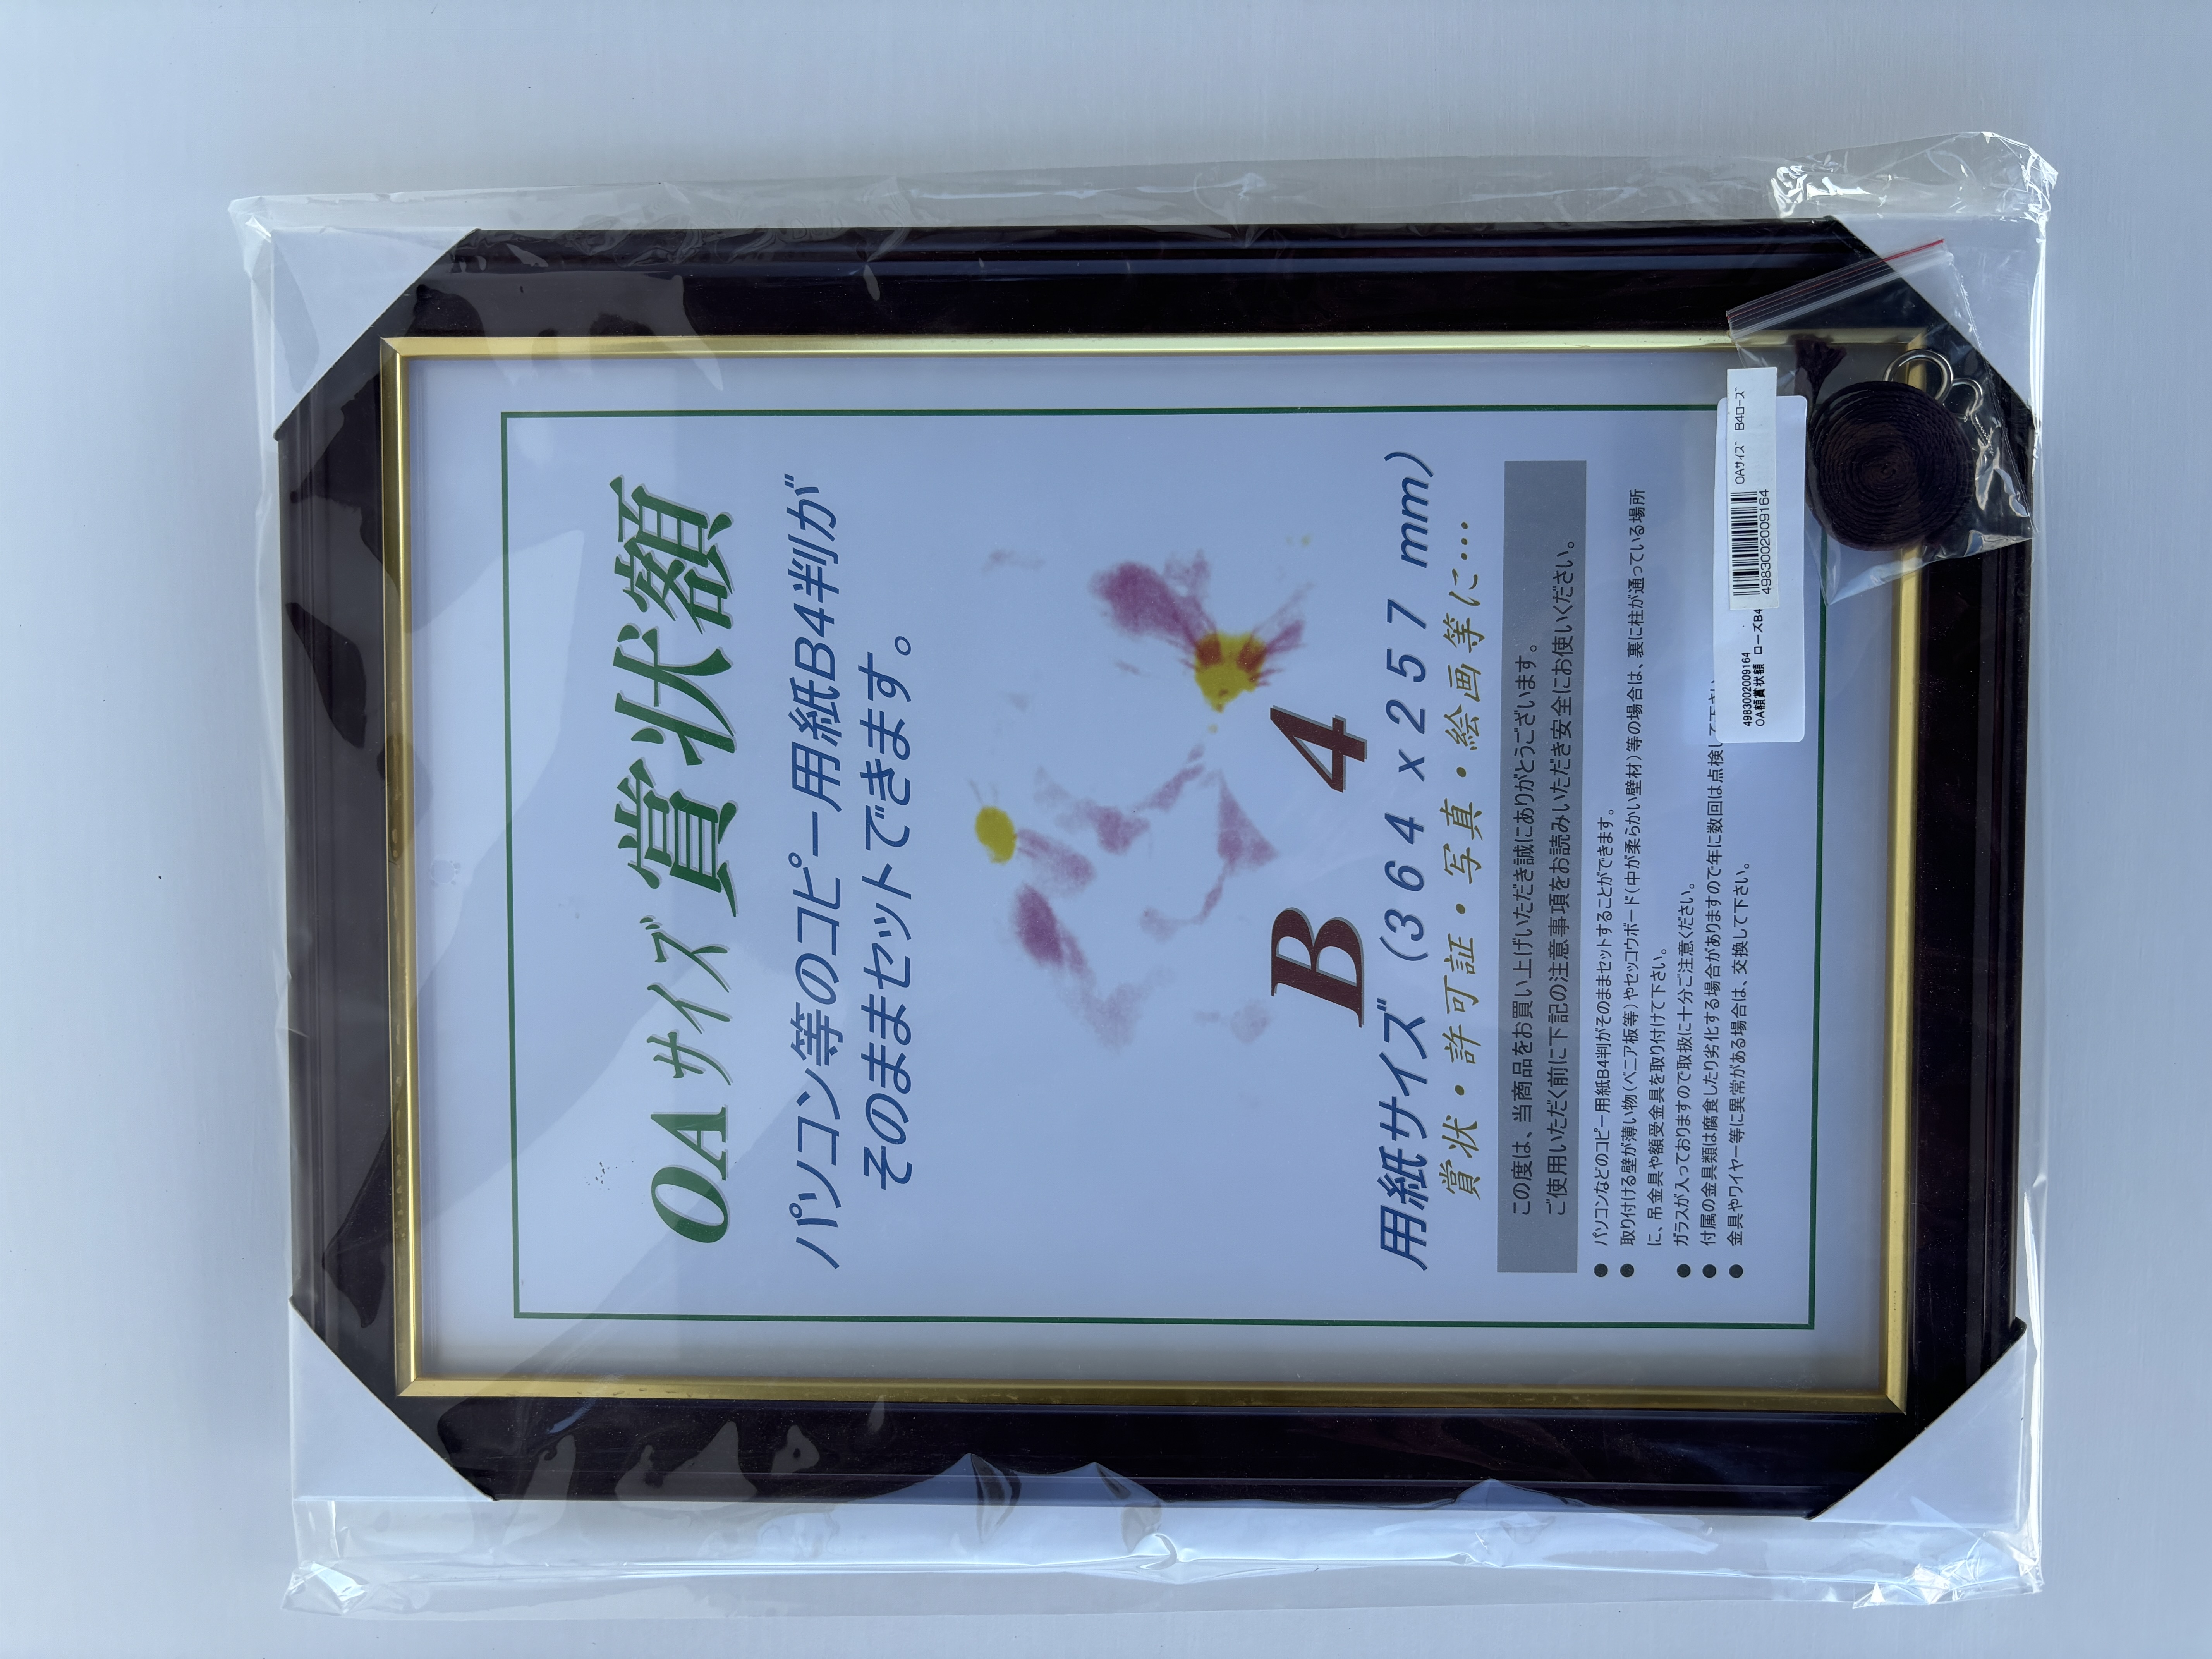 OAサイズ 賞状額
パソコン等のコピー用紙B4判が
そのままセットできます。
B 4
用紙サイズ (364 x 257 mm)
賞状・許可証・写真・絵画等に…
この度は、当商品をお買い上げいただき誠にありがとうございます。
ご使用いただく前に下記の注意事項をお読みいただき安全にお使いください。
● パソコンなどのコピー用紙B4判がそのままセットすることができます。
● 取り付ける壁が薄い物(ベニア板等)やセッコウボード(中が柔らかい壁材)等の場合は、裏に柱が通っている場所
に、吊金具や額受金具を取り付けて下さい。
● ガラスが入っておりますので取扱に十分ご注意ください。
● 付属の金具類は腐食したり劣化する場合がありますので年に数回は点検して下さい。
● 金具やワイヤー等に異常がある場合は、交換して下さい。
4983002009164
OA額賞状額 ローズB4
OAサイズ B4ローズ
4983002009164